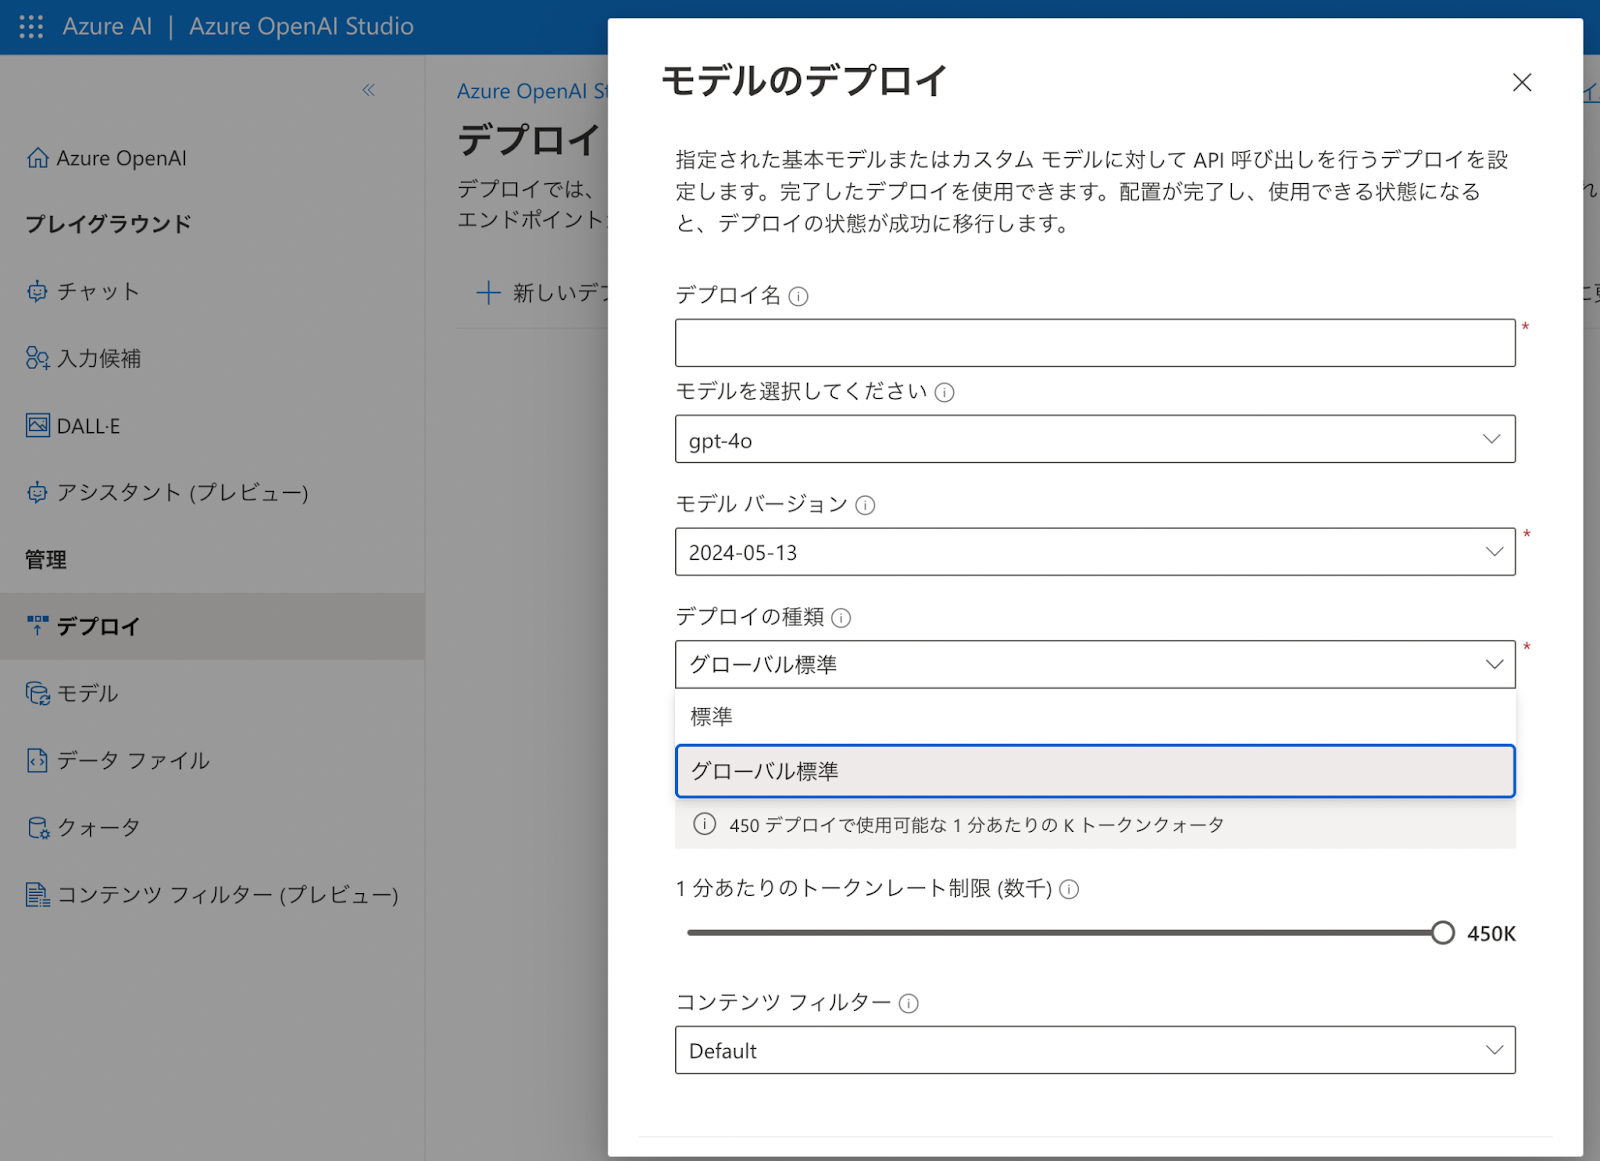 Azure AI | Azure OpenAI Studio
Azure OpenAI
プレイグラウンド
チャット
入力候補
DALL·E
アシスタント (プレビュー)
管理
デプロイ
モデル
データ ファイル
クォータ
コンテンツ フィルター (プレビュー)
Azure OpenAI St
デプロイ
デプロイでは、
エンドポイント
新しいデプ
モデルのデプロイ
指定された基本モデルまたはカスタム モデルに対して API 呼び出しを行うデプロイを設
定します。完了したデプロイを使用できます。配置が完了し、使用できる状態になる
と、デプロイの状態が成功に移行します。
デプロイ名
*
モデルを選択してください
gpt-4o
モデル バージョン
2024-05-13
*
デプロイの種類
グローバル標準
*
標準
グローバル標準
450 デプロイで使用可能な 1 分あたりの K トークンクォータ
1 分あたりのトークンレート制限 (数千)
450K
コンテンツ フィルター
Default